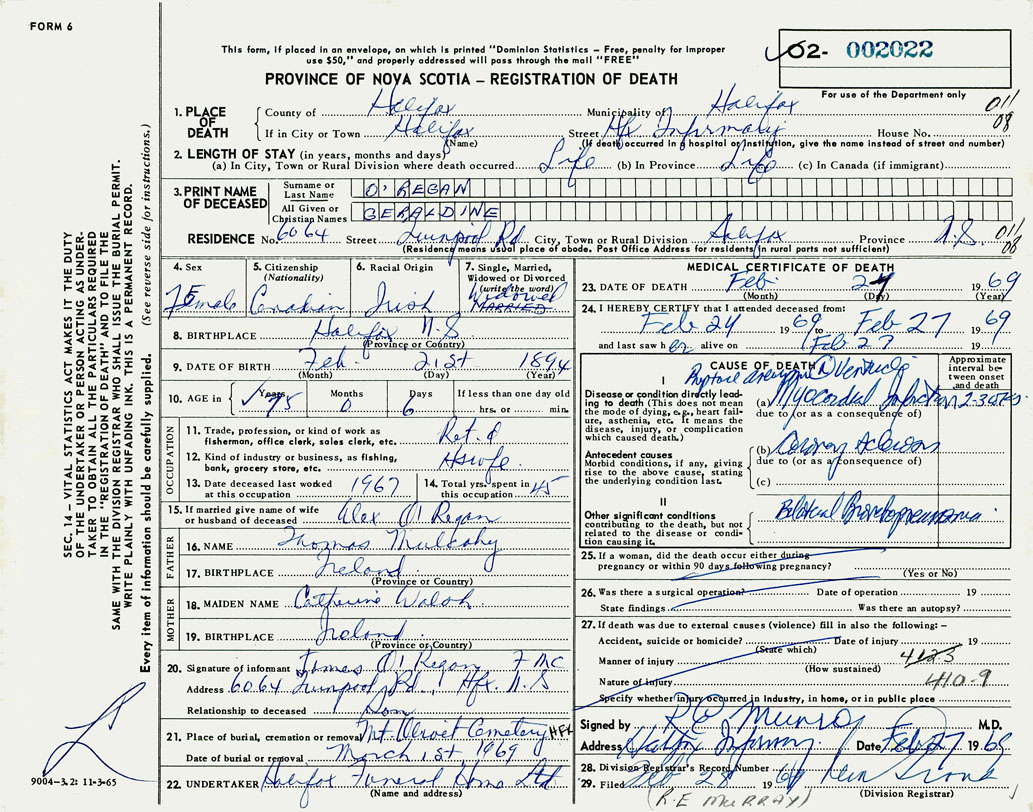 FORM 6
This form, if placed in an envelope, on which is printed "Dominion Statistics - Free, penalty for improper
use $50," and properly addressed will pass through the mail "FREE"
02- 002022
PROVINCE OF NOVA SCOTIA - REGISTRATION OF DEATH
For use of the Department only
1. PLACE OF DEATH
County of Halifax Municipality of Halifax 011/08
If in City or Town Halifax Street Hfx Infirmary House No.
(Name) (If death occurred in a hospital or institution, give the name instead of street and number)
2. LENGTH OF STAY (in years, months and days)
(a) In City, Town or Rural Division where death occurred Life (b) In Province Life (c) In Canada (if immigrant)
3. PRINT NAME OF DECEASED
Surname or Last Name O'REGAN
All Given or Christian Names GERALDINE
RESIDENCE No. 6064 Street Liverpool Rd City, Town or Rural Division Halifax Province N.S. 011/08
(Residence means usual place of abode. Post Office Address for residents in rural parts not sufficient)
4. Sex Female
5. Citizenship (Nationality) Canadian
6. Racial Origin Irish
7. Single, Married, Widowed or Divorced (write the word) Widowed MARRIED
8. BIRTHPLACE Halifax N.S
(Province or Country)
9. DATE OF BIRTH Feb. 21st 1894
(Month) (Day) (Year)
10. AGE in Years 75 Months 0 Days 6 If less than one day old hrs. or min.
OCCUPATION
11. Trade, profession, or kind of work as fisherman, office clerk, sales clerk, etc. Ret.d
12. Kind of industry or business, as fishing, bank, grocery store, etc. Hswfe.
13. Date deceased last worked at this occupation 1967
14. Total yrs. spent in this occupation 45
15. If married give name of wife or husband of deceased Alex O'Regan
FATHER
16. NAME Thomas Mulcahy
17. BIRTHPLACE Ireland
(Province or Country)
MOTHER
18. MAIDEN NAME Catherine Walsh
19. BIRTHPLACE Ireland
(Province or Country)
20. Signature of informant James O'Regan
Address 6064 Liverpool Rd, Hfx. N.S
Relationship to deceased Son
21. Place of burial, cremation or removal Mt. Olivet Cemetery HFX
Date of burial or removal March 1st 1969
22. UNDERTAKER Halifax Funeral Home Ltd
(Name and address)
MEDICAL CERTIFICATE OF DEATH
23. DATE OF DEATH Feb. 27 1969
(Month) (Day) (Year)
24. I HEREBY CERTIFY that I attended deceased from:
Feb 24 1969 to Feb 27 1969
and last saw her alive on Feb 27 19
CAUSE OF DEATH
Approximate interval between onset and death
I
Disease or condition directly leading to death (This does not mean the mode of dying, e.g., heart failure, asthenia, etc. It means the disease, injury, or complication which caused death.)
(a) Myocardial Infarction
due to (or as a consequence of)
Antecedent causes
Morbid conditions, if any, giving rise to the above cause, stating the underlying condition last.
(b) Coronary
due to (or as a consequence of)
(c)
II
Other significant conditions contributing to the death, but not related to the disease or condition causing it. Bilateral Bronchopneumonia
25. If a woman, did the death occur either during pregnancy or within 90 days following pregnancy?
(Yes or No)
26. Was there a surgical operation? Date of operation 19
State findings Was there an autopsy?
27. If death was due to external causes (violence) fill in also the following: -
Accident, suicide or homicide? Date of injury 19
(State which)
Manner of injury 4123
(How sustained)
Nature of injury 410.9
Specify whether injury occurred in Industry, in home, or in public place
Signed by R E Munro M.D.
Address Halifax Infirmary Date Feb 27 1969
28. Division Registrar's Record Number
29. Filed Feb 28 1969
(R.E MURRAY) (Division Registrar)
SEC. 14 - VITAL STATISTICS ACT MAKES IT THE DUTY
OF THE UNDERTAKER OR PERSON ACTING AS UNDER-
TAKER TO OBTAIN ALL THE PARTICULARS REQUIRED
IN THE "REGISTRATION OF DEATH" AND TO FILE THE
SAME WITH THE DIVISION REGISTRAR WHO SHALL ISSUE THE BURIAL PERMIT.
WRITE PLAINLY WITH UNFADING INK. THIS IS A PERMANENT RECORD.
Every item of information should be carefully supplied. (See reverse side for instructions.)
9004-3.2: 11-3-65